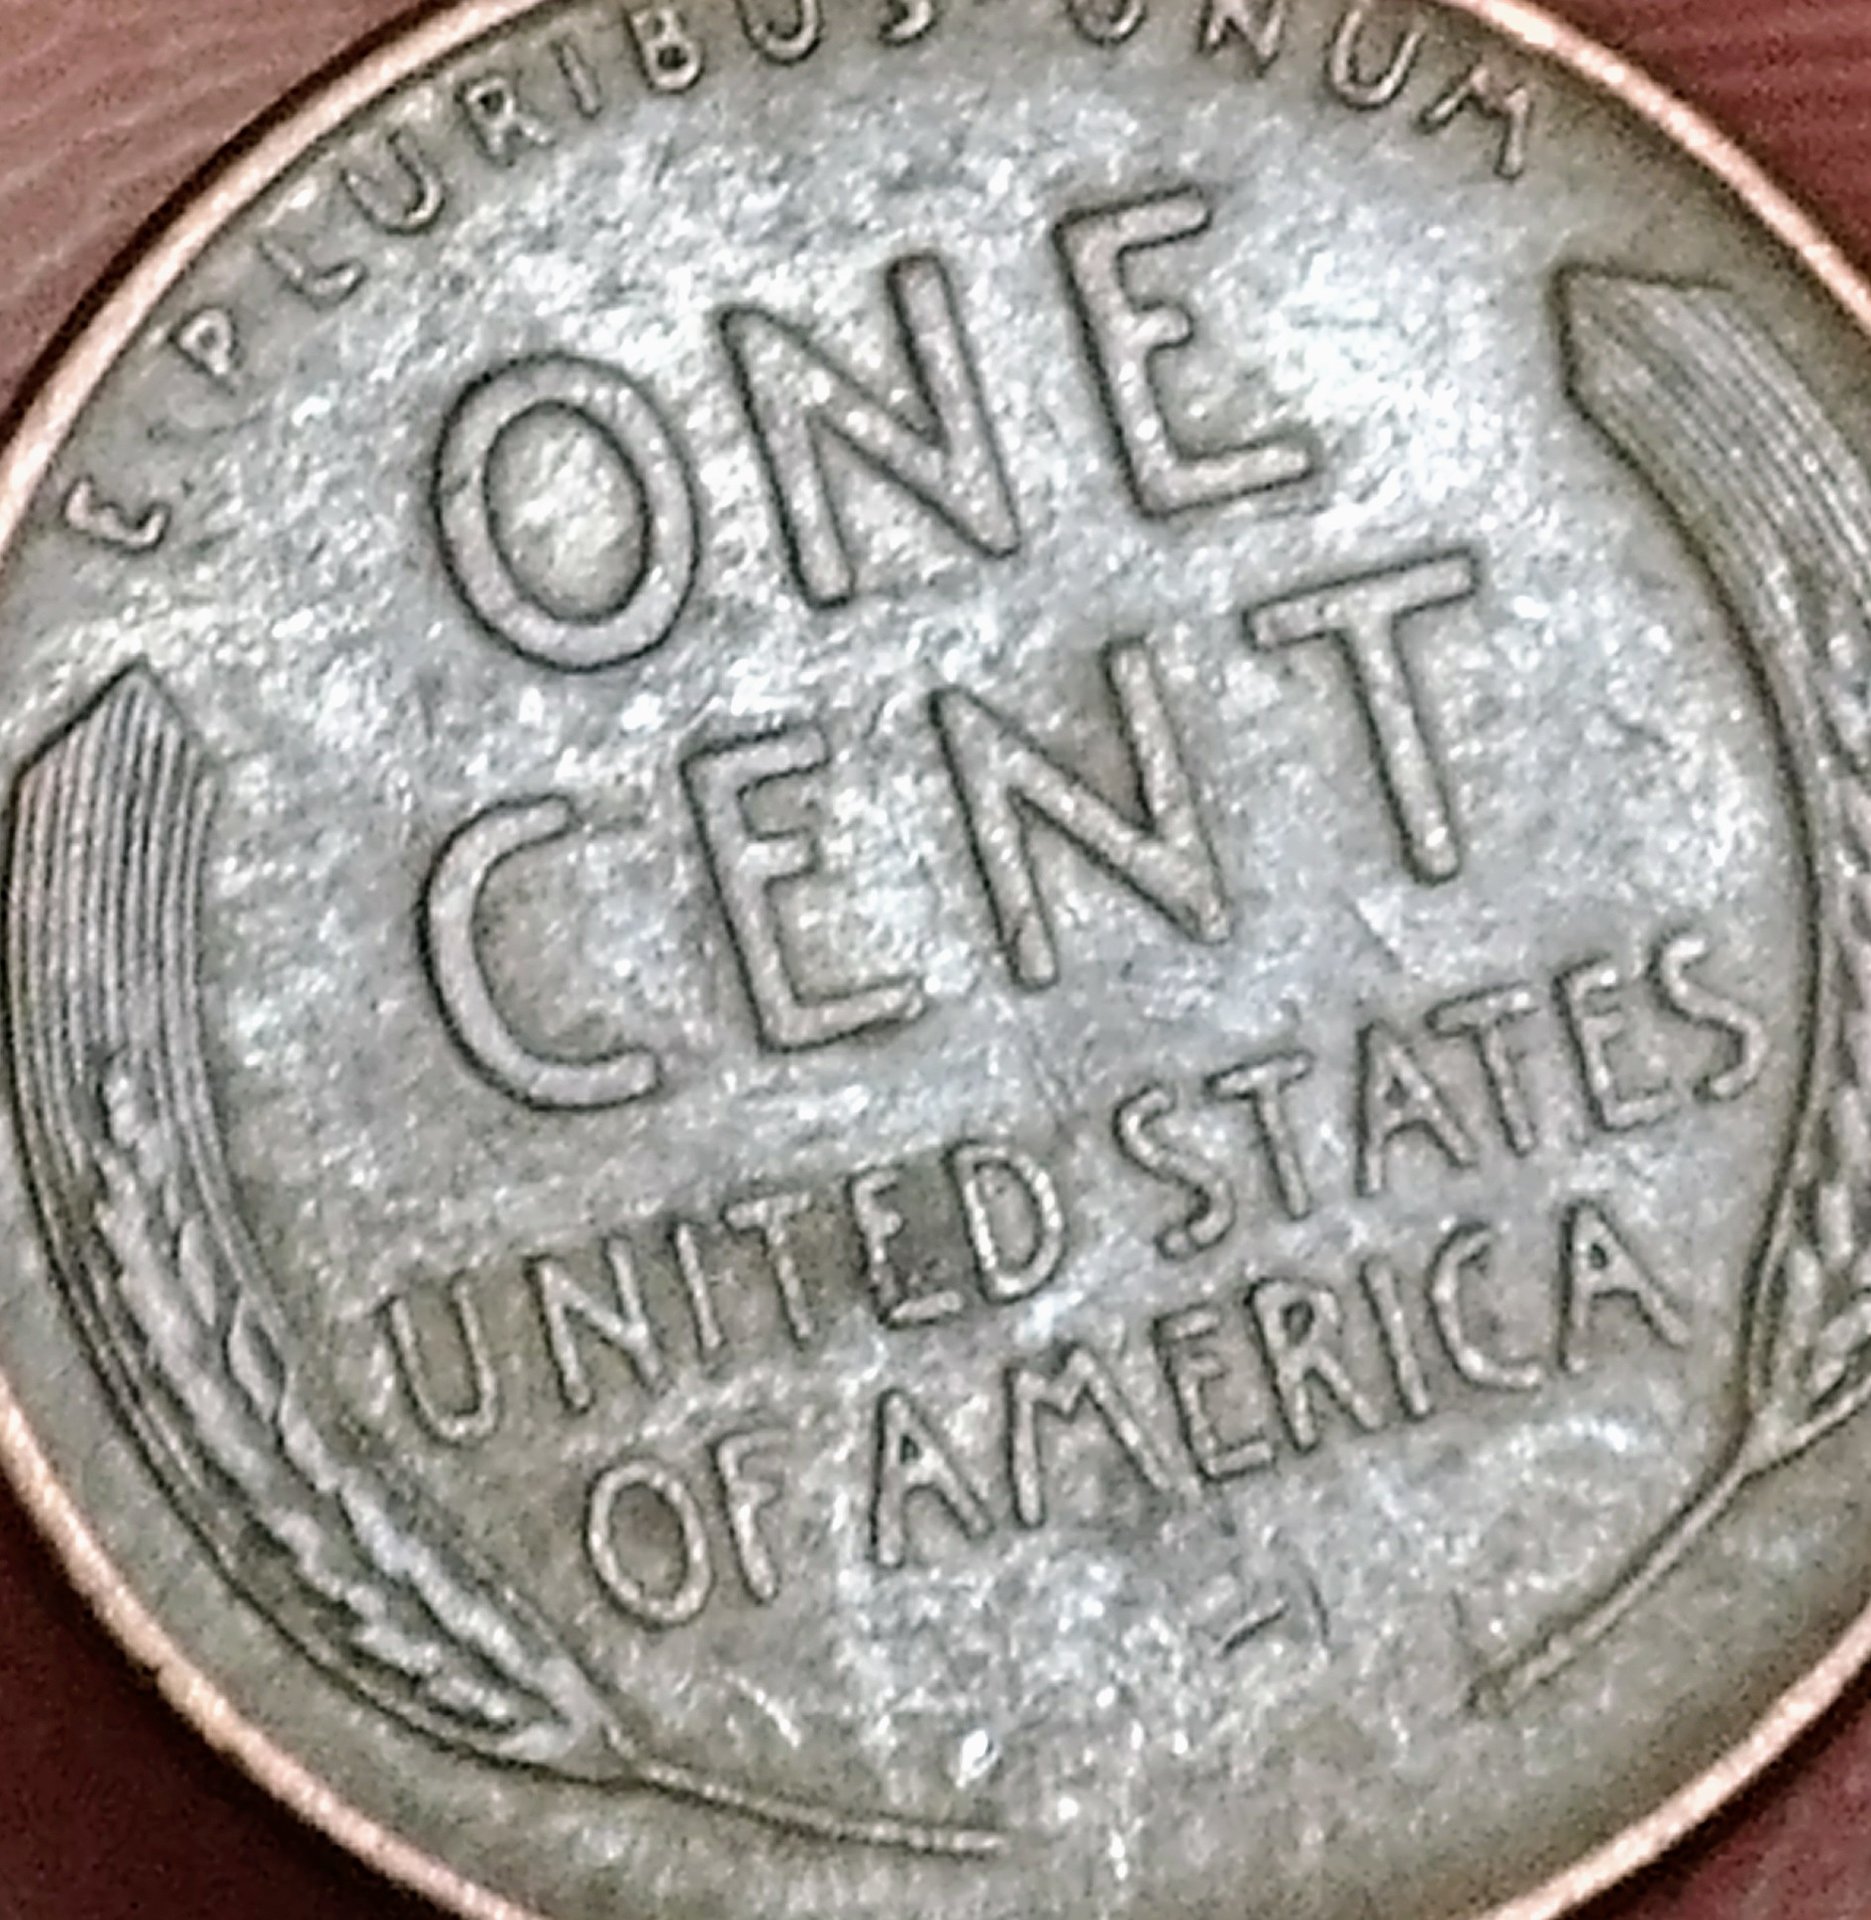 E PLURIBUS UNUM
ONE
CENT
UNITED STATES
OF AMERICA